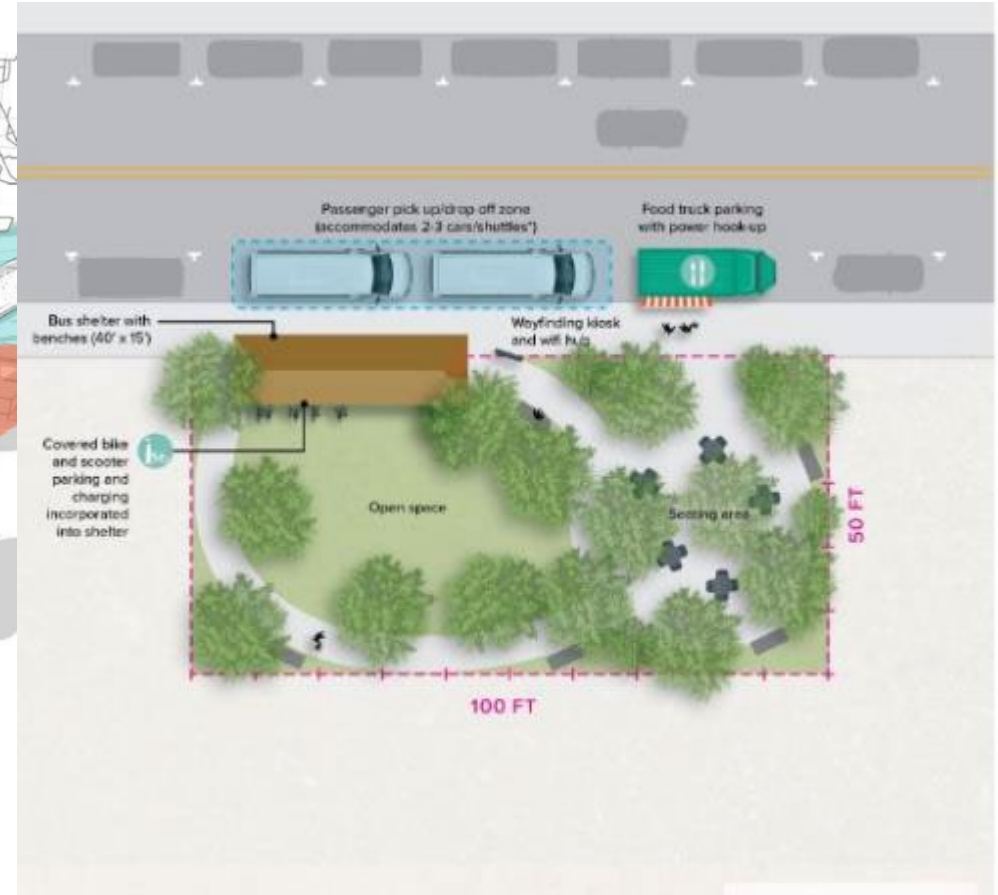 Passenger pick up/drop off zone
(accommodates 2-3 cars/shuttles*)
Food truck parking
with power hook-up
Bus shelter with
benches (40' x 15')
Wayfinding kiosk
and wifi hub
Covered bike
and scooter
parking and
charging
incorporated
into shelter
Open space
Seating area
50 FT
100 FT